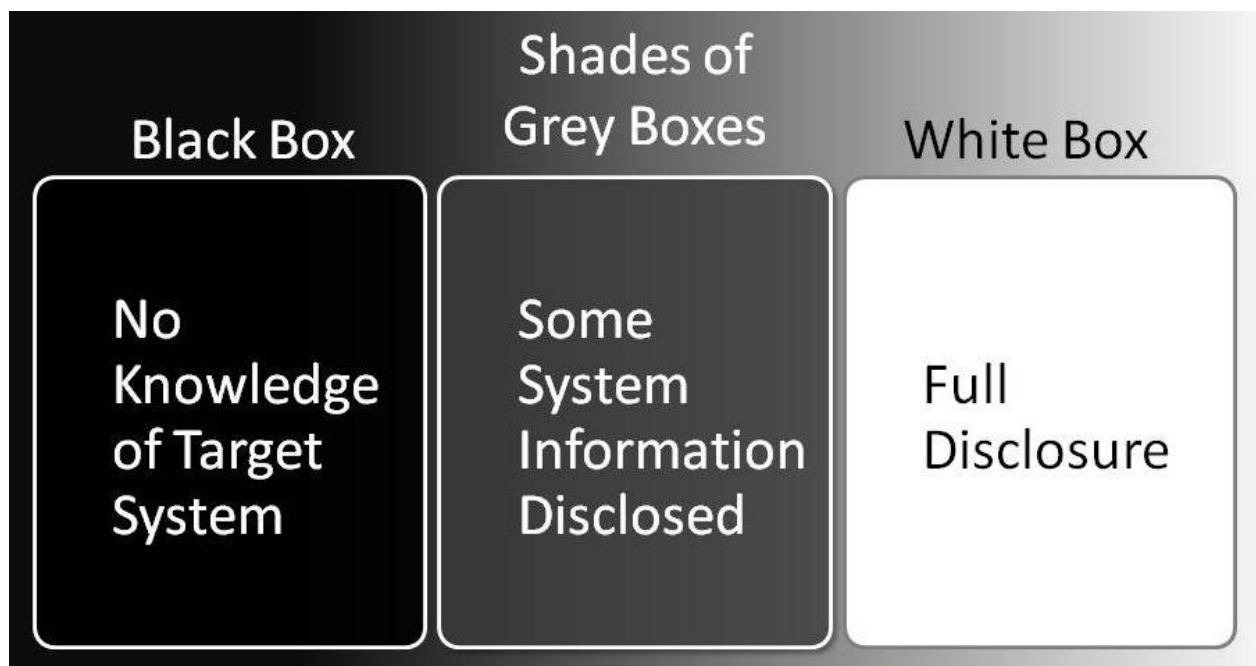 Black Box
No
Knowledge
of Target
System
Shades of
Grey Boxes
Some
System
Information
Disclosed
White Box
Full
Disclosure